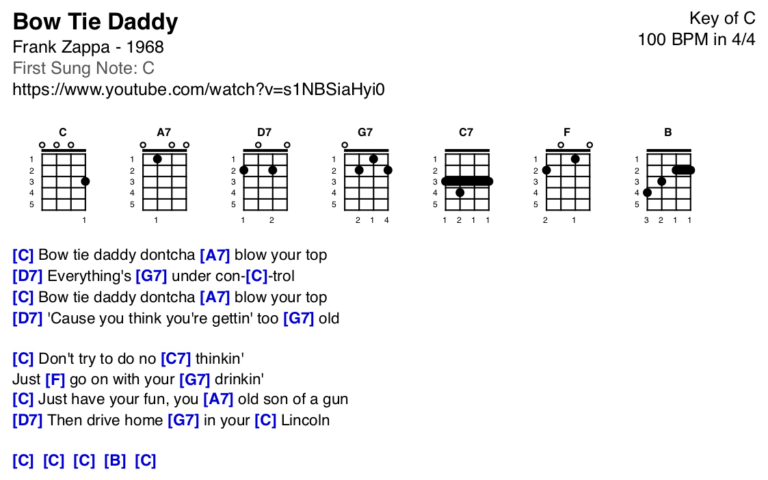 Bow Tie Daddy
Key of C
Frank Zappa - 1968
100 BPM in 4/4
First Sung Note: C
https://www.youtube.com/watch?v=s1NBSiaHyi0
C A7 D7 G7 C7 F B
1 1 1 1 1 1 1
2 2 2 2 2 2 2
3 3 3 3 3 3 3
4 4 4 4 4 4 4
5 5 5 5 5 5 5
1 1 1 2 2 1 4 1 2 1 1 2 1 3 2 1 1
[C] Bow tie daddy dontcha [A7] blow your top
[D7] Everything's [G7] under con-[C]-trol
[C] Bow tie daddy dontcha [A7] blow your top
[D7] 'Cause you think you're gettin' too [G7] old
[C] Don't try to do no [C7] thinkin'
Just [F] go on with your [G7] drinkin'
[C] Just have your fun, you [A7] old son of a gun
[D7] Then drive home [G7] in your [C] Lincoln
[C] [C] [C] [B] [C]